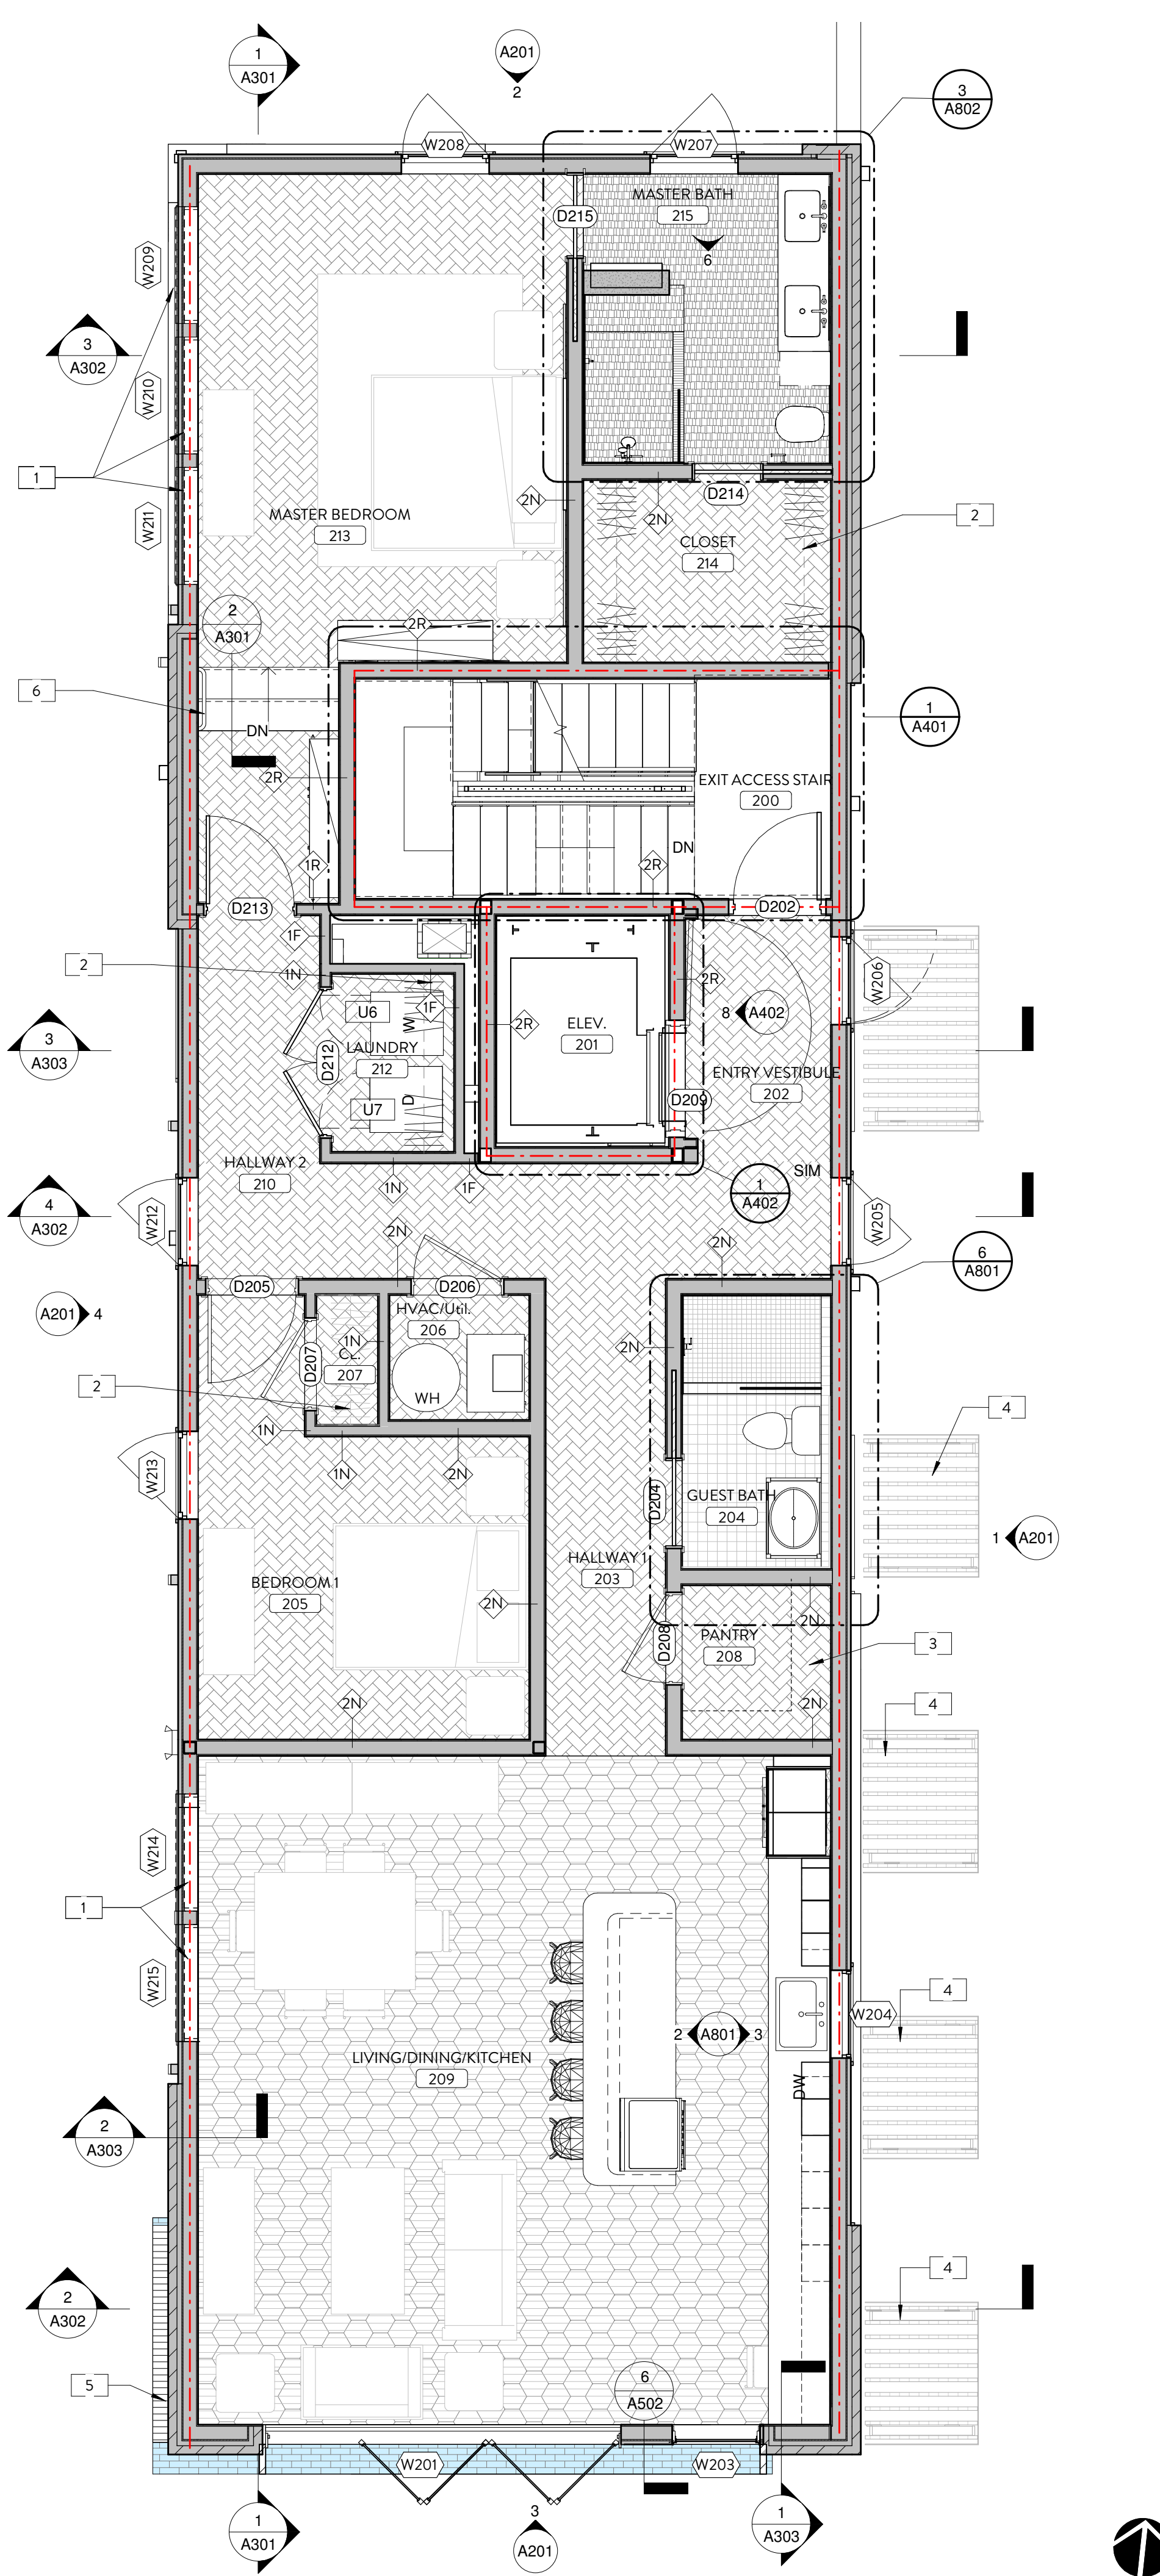 1
A301
A201
2
3
A802
W208
W207
MASTER BATH
215
D215
6
W209
3
A302
W210
1
W211
2N
MASTER BEDROOM
213
2N
D214
CLOSET
214
2
2
A301
2R
6
DN
2R
1
A401
EXIT ACCESS STAIR
200
DN
1R
2R
D213
D202
1F
2
1N
1F
2R
W206
U6
W
LAUNDRY
212
D212
U7
D
2R
ELEV.
201
8
A402
3
A303
ENTRY VESTIBULE
202
D209
HALLWAY 2
210
1N
1F
SIM
1
A402
4
A302
W212
W205
2N
2N
6
A801
D205
D206
A201
4
HVAC/Util.
206
1N
CL.
207
D207
2N
WH
2
1N
1N
2N
W213
4
GUEST BATH
204
D204
1
A201
HALLWAY 1
203
BEDROOM 1
205
2N
2N
D208
PANTRY
208
3
2N
2N
4
W214
1
W215
4
W204
2
A801
3
LIVING/DINING/KITCHEN
209
DW
2
A303
4
2
A302
5
6
A502
W201
W203
1
A301
3
A201
1
A303